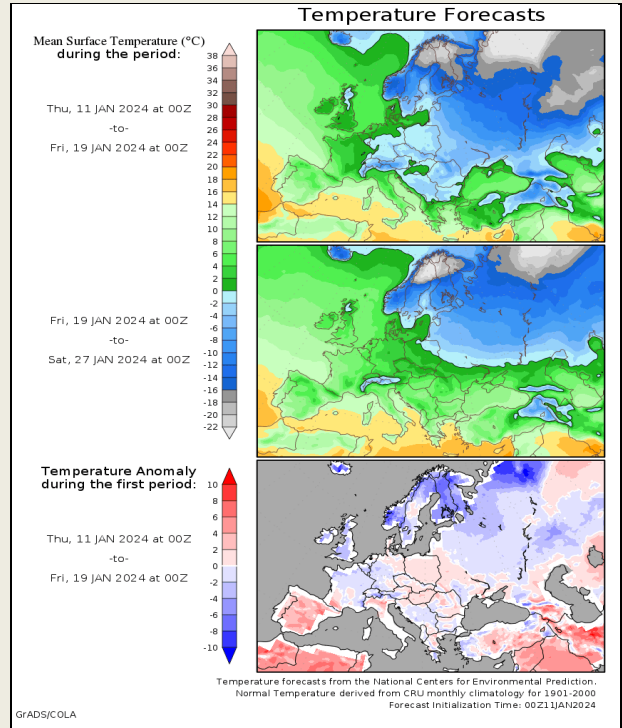 Temperature Forecasts
Mean Surface Temperature (°C)
during the period:
Thu, 11 JAN 2024 at 00Z
-to-
Fri, 19 JAN 2024 at 00Z
38
36
34
32
30
28
26
24
22
20
18
16
14
12
10
8
6
4
2
0
-2
-4
-6
-8
-10
-12
-14
-16
-18
-20
-22
Fri, 19 JAN 2024 at 00Z
-to-
Sat, 27 JAN 2024 at 00Z
Temperature Anomaly
during the first period:
Thu, 11 JAN 2024 at 00Z
-to-
Fri, 19 JAN 2024 at 00Z
10
8
6
4
2
0
-2
-4
-6
-8
-10
Temperature forecasts from the National Centers for Environmental Prediction.
Normal Temperature derived from CRU monthly climatology for 1901-2000
Forecast Initialization Time: 00Z11JAN2024
GrADS/COLA